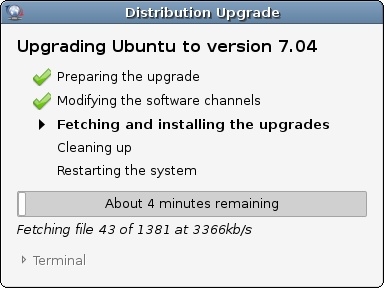 Distribution Upgrade
Upgrading Ubuntu to version 7.04
Preparing the upgrade
Modifying the software channels
Fetching and installing the upgrades
Cleaning up
Restarting the system
About 4 minutes remaining
Fetching file 43 of 1381 at 3366kb/s
Terminal